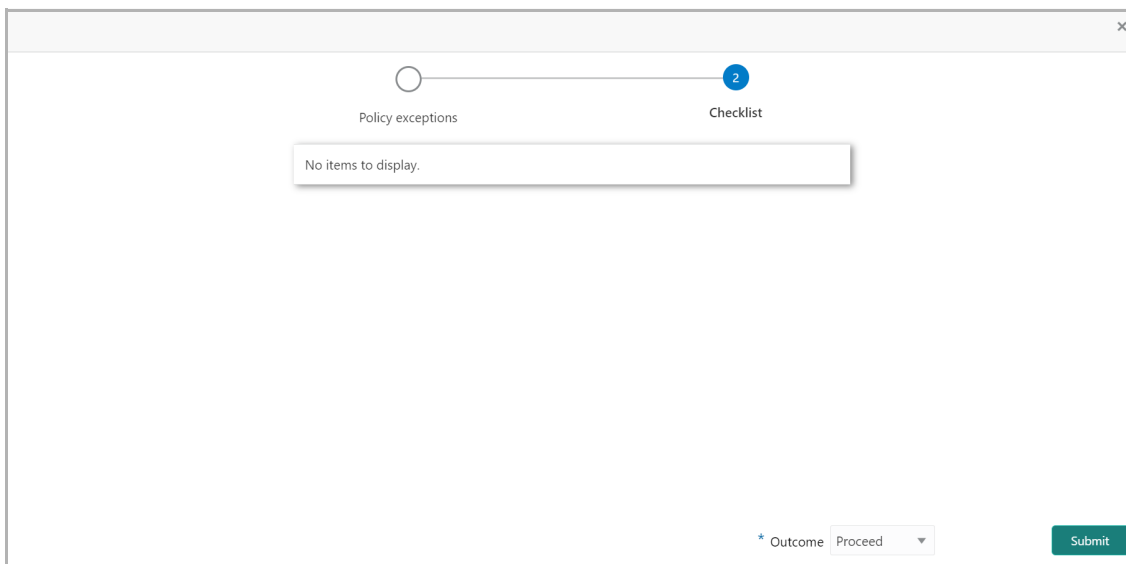 ×
2
Policy exceptions
Checklist
No items to display.
* Outcome Proceed
Submit